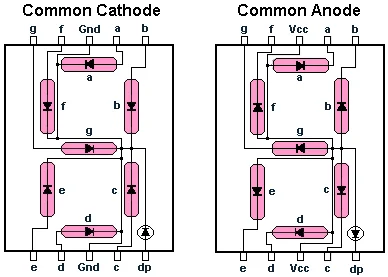 Common Cathode
g f Gnd a b
a
f b
g
e c
d
e d Gnd c dp
Common Anode
g f Vcc a b
a
f b
g
e c
d
e d Vcc c dp